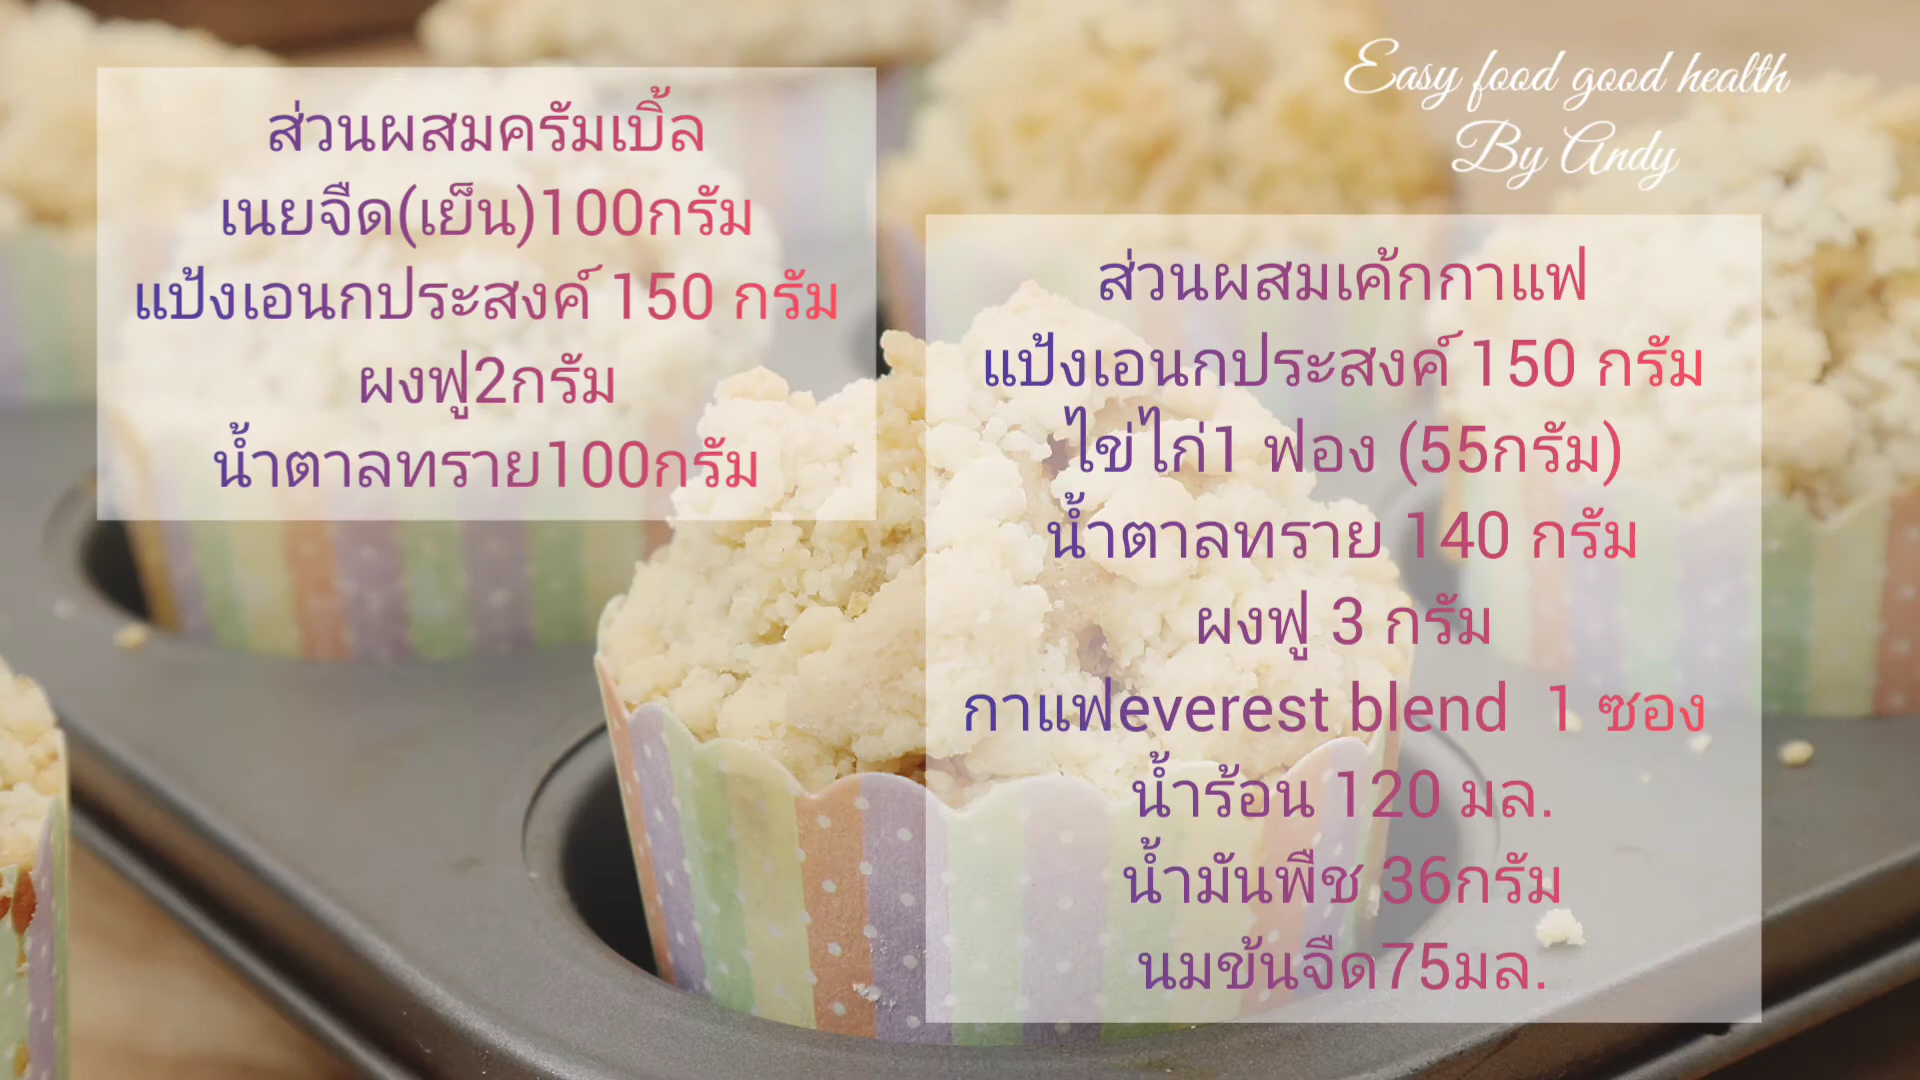 Easy food good health
By Andy
ส่วนผสมครัมเบิ้ล
เนยจืด(เย็น)100กรัม
แป้งเอนกประสงค์ 150 กรัม
ผงฟู2กรัม
น้ำตาลทราย100กรัม
ส่วนผสมเค้กกาแฟ
แป้งเอนกประสงค์ 150 กรัม
ไข่ไก่1 ฟอง (55กรัม)
น้ำตาลทราย 140 กรัม
ผงฟู 3 กรัม
กาแฟeverest blend 1 ซอง
น้ำร้อน 120 มล.
น้ำมันพืช 36กรัม
นมข้นจืด75มล.